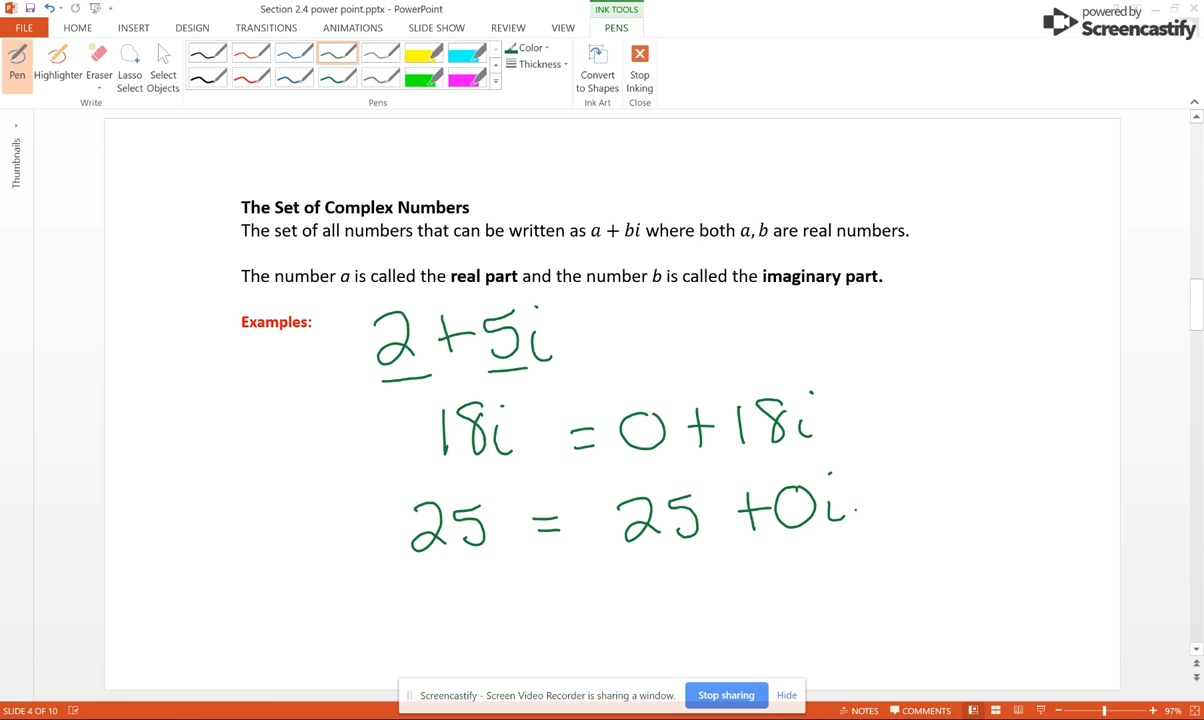 Section 2.4 power point.pptx - PowerPoint
INK TOOLS
powered by
Screencastify
FILE HOME INSERT DESIGN TRANSITIONS ANIMATIONS SLIDE SHOW REVIEW VIEW PENS
Pen Highlighter Eraser Lasso Select Select Objects
Color
Thickness
Convert to Shapes
Stop Inking
Write Pens Ink Art Close
Thumbnails
The Set of Complex Numbers
The set of all numbers that can be written as a + bi where both a, b are real numbers.
The number a is called the real part and the number b is called the imaginary part.
Examples: 2 + 5i
18i = 0 + 18i
25 = 25 + 0i.
Screencastify - Screen Video Recorder is sharing a window. Stop sharing Hide
SLIDE 4 OF 10 NOTES COMMENTS 97%